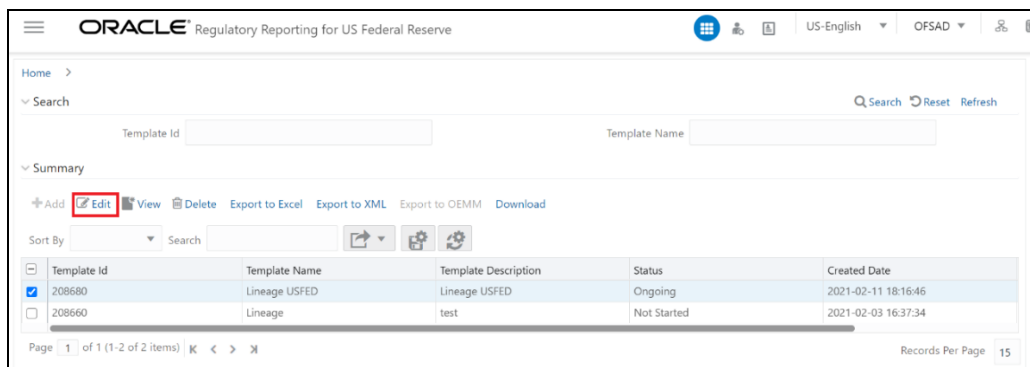 ORACLE® Regulatory Reporting for US Federal Reserve US-English OFSAD
Home >
Search Search Reset Refresh
Template Id Template Name
Summary
+Add Edit View Delete Export to Excel Export to XML Export to OEMM Download
Sort By Search
Template Id Template Name Template Description Status Created Date
208680 Lineage USFED Lineage USFED Ongoing 2021-02-11 18:16:46
208660 Lineage test Not Started 2021-02-03 16:37:34
Page 1 of 1 (1-2 of 2 items) Records Per Page 15